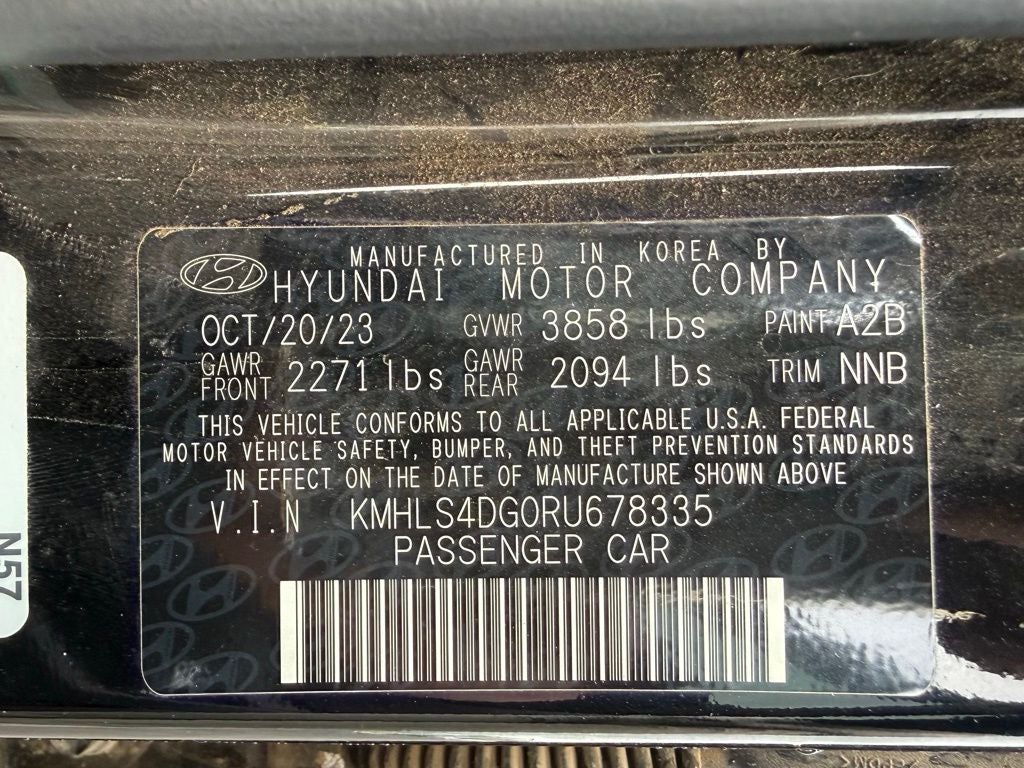 MANUFACTURED IN KOREA BY
HYUNDAI MOTOR COMPANY
OCT/20/23 GVWR 3858 lbs PAINT A2B
GAWR FRONT 2271 lbs GAWR REAR 2094 lbs TRIM NNB
THIS VEHICLE CONFORMS TO ALL APPLICABLE U.S.A. FEDERAL
MOTOR VEHICLE SAFETY, BUMPER, AND THEFT PREVENTION STANDARDS
IN EFFECT ON THE DATE OF MANUFACTURE SHOWN ABOVE
V.I.N KMHLS4DG0RU678335
PASSENGER CAR
N57